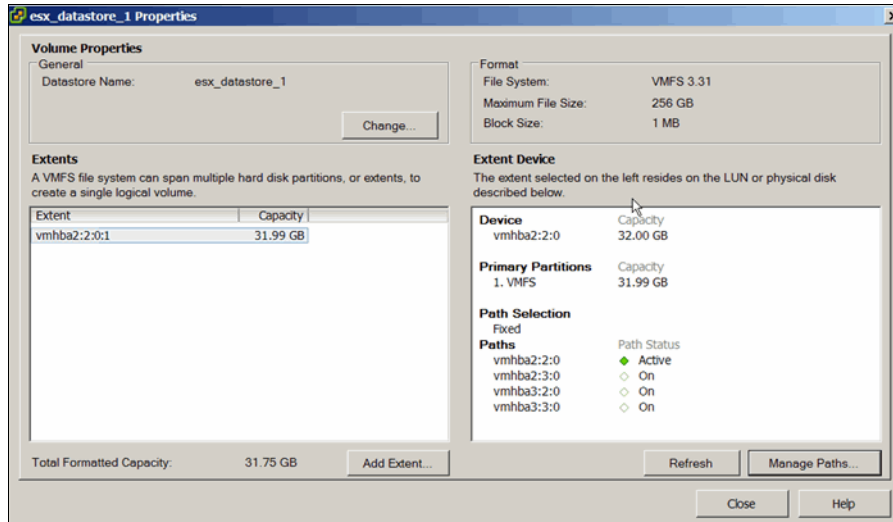 esx_datastore_1 Properties
Volume Properties
General
Datastore Name: esx_datastore_1
Change...
Format
File System: VMFS 3.31
Maximum File Size: 256 GB
Block Size: 1 MB
Extents
A VMFS file system can span multiple hard disk partitions, or extents, to
create a single logical volume.
Extent Capacity
vmhba2:2:0:1 31.99 GB
Total Formatted Capacity: 31.75 GB
Add Extent...
Extent Device
The extent selected on the left resides on the LUN or physical disk
described below.
Device Capacity
vmhba2:2:0 32.00 GB
Primary Partitions Capacity
1. VMFS 31.99 GB
Path Selection
Fixed
Paths Path Status
vmhba2:2:0 Active
vmhba2:3:0 On
vmhba3:2:0 On
vmhba3:3:0 On
Refresh
Manage Paths...
Close
Help